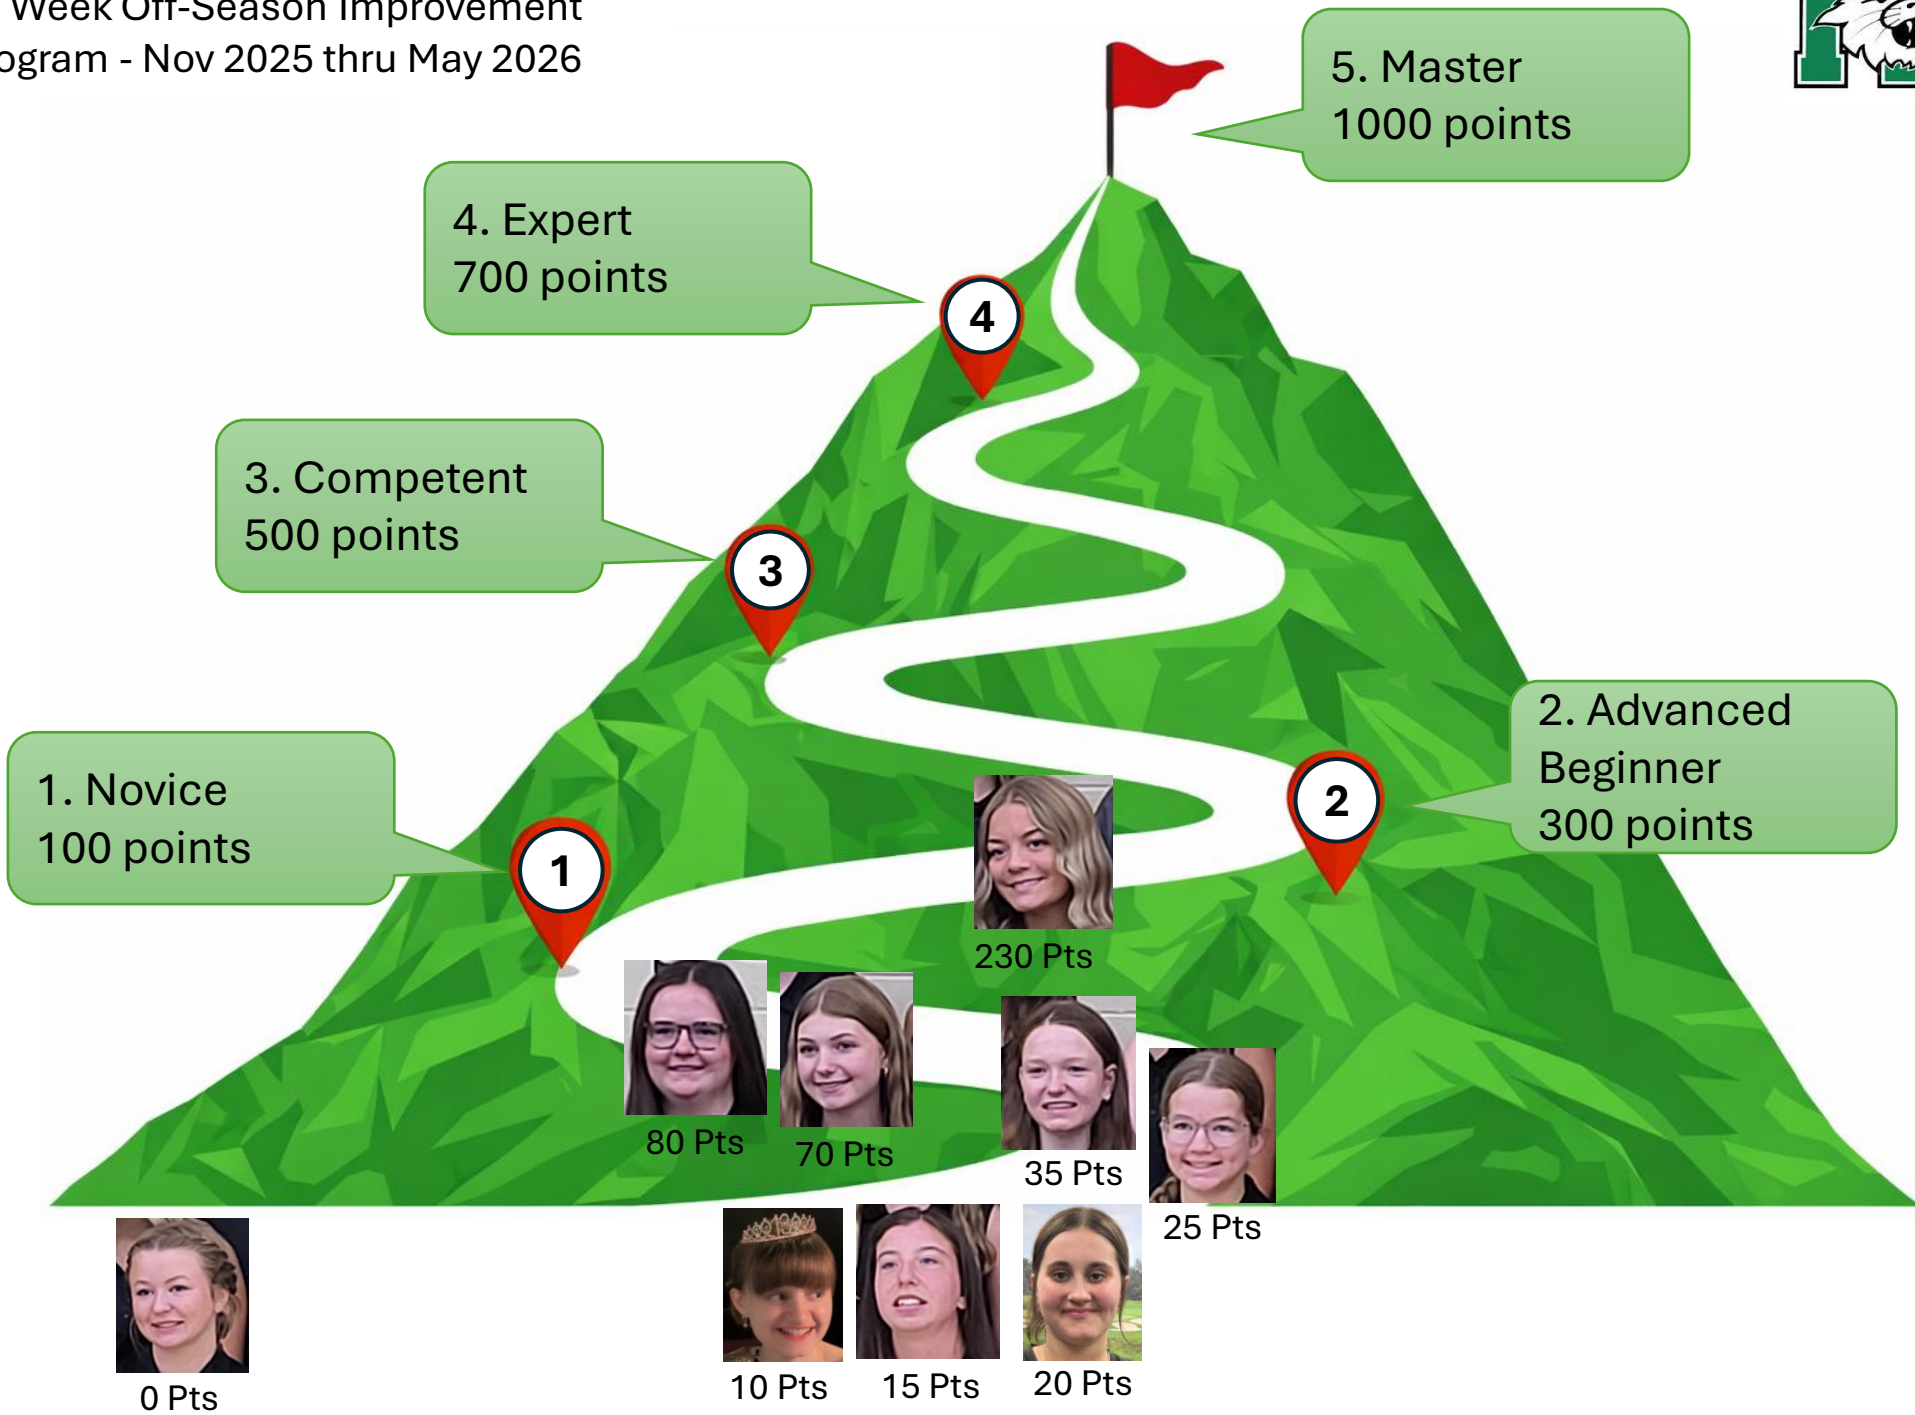 Week Off-Season Improvement
ogram - Nov 2025 thru May 2026
5. Master
1000 points
4. Expert
700 points
4
3. Competent
500 points
3
2. Advanced
Beginner
300 points
2
1. Novice
100 points
1
230 Pts
80 Pts
70 Pts
35 Pts
25 Pts
0 Pts
10 Pts
15 Pts
20 Pts